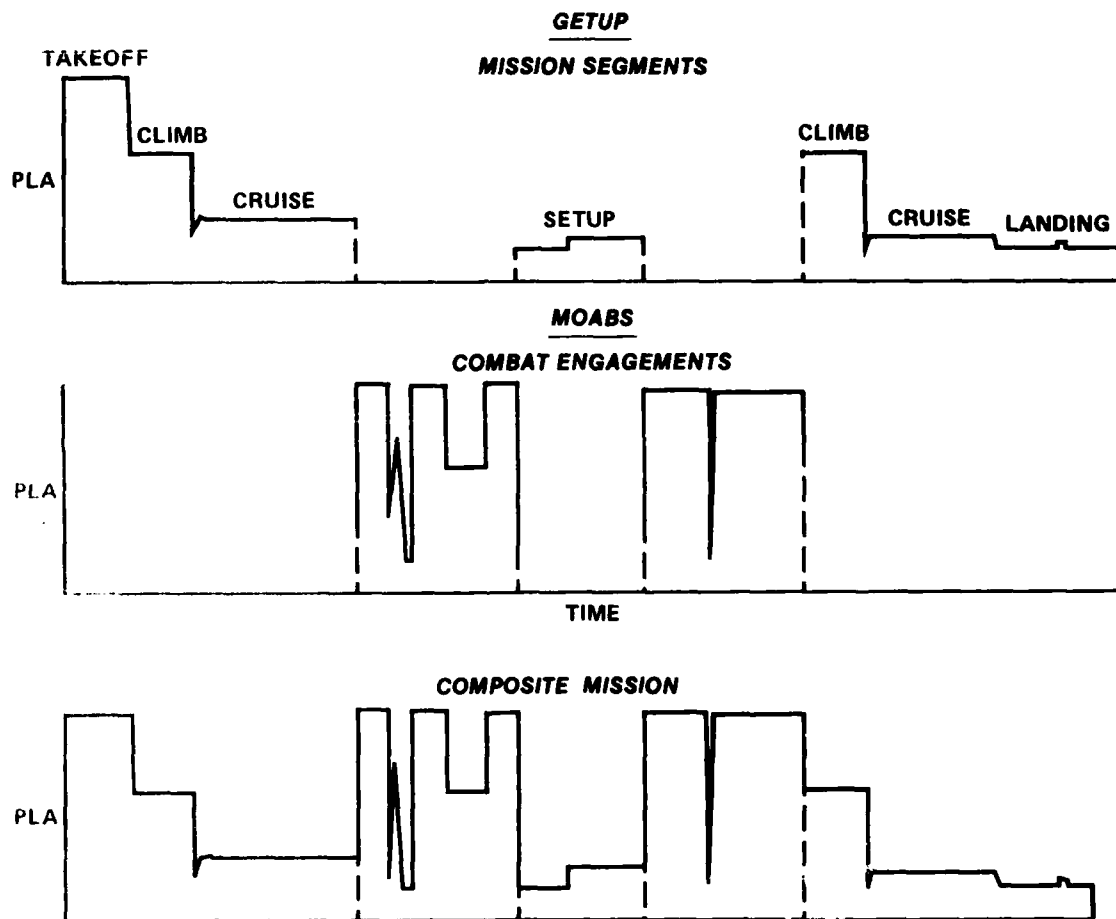 GETUP
MISSION SEGMENTS
TAKEOFF
CLIMB
CLIMB
PLA
CRUISE
SETUP
CRUISE
LANDING
MOABS
COMBAT ENGAGEMENTS
PLA
TIME
COMPOSITE MISSION
PLA